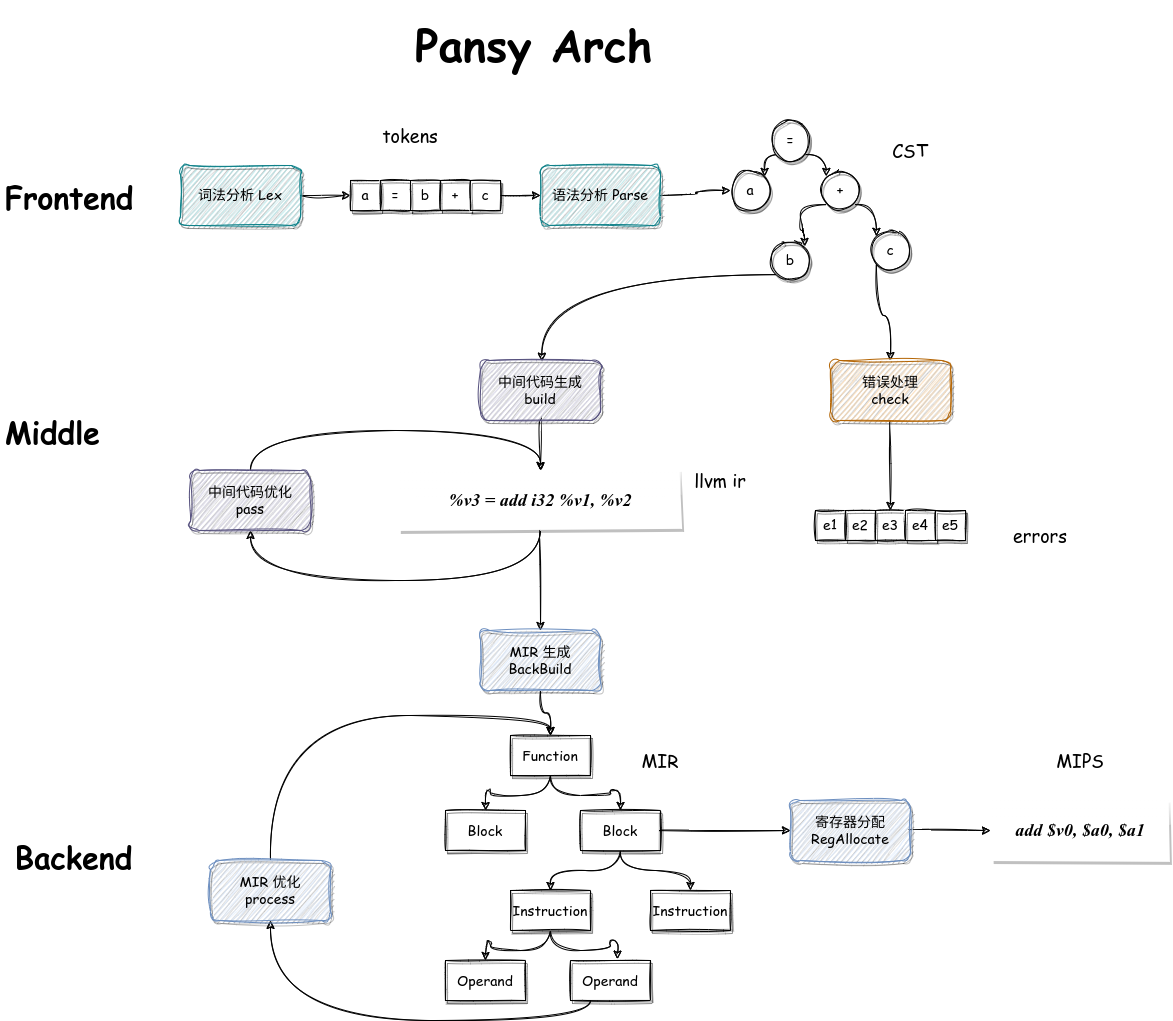 Pansy Arch
tokens
CST
Frontend
词法分析 Lex
a = b + c
语法分析 Parse
=
a
+
b
c
Middle
中间代码生成
build
错误处理
check
中间代码优化
pass
%v3 = add i32 %v1, %v2
llvm ir
e1 e2 e3 e4 e5
errors
MIR 生成
BackBuild
Backend
Function
MIR
MIPS
Block
Block
寄存器分配
RegAllocate
add $v0, $a0, $a1
MIR 优化
process
Instruction
Instruction
Operand
Operand